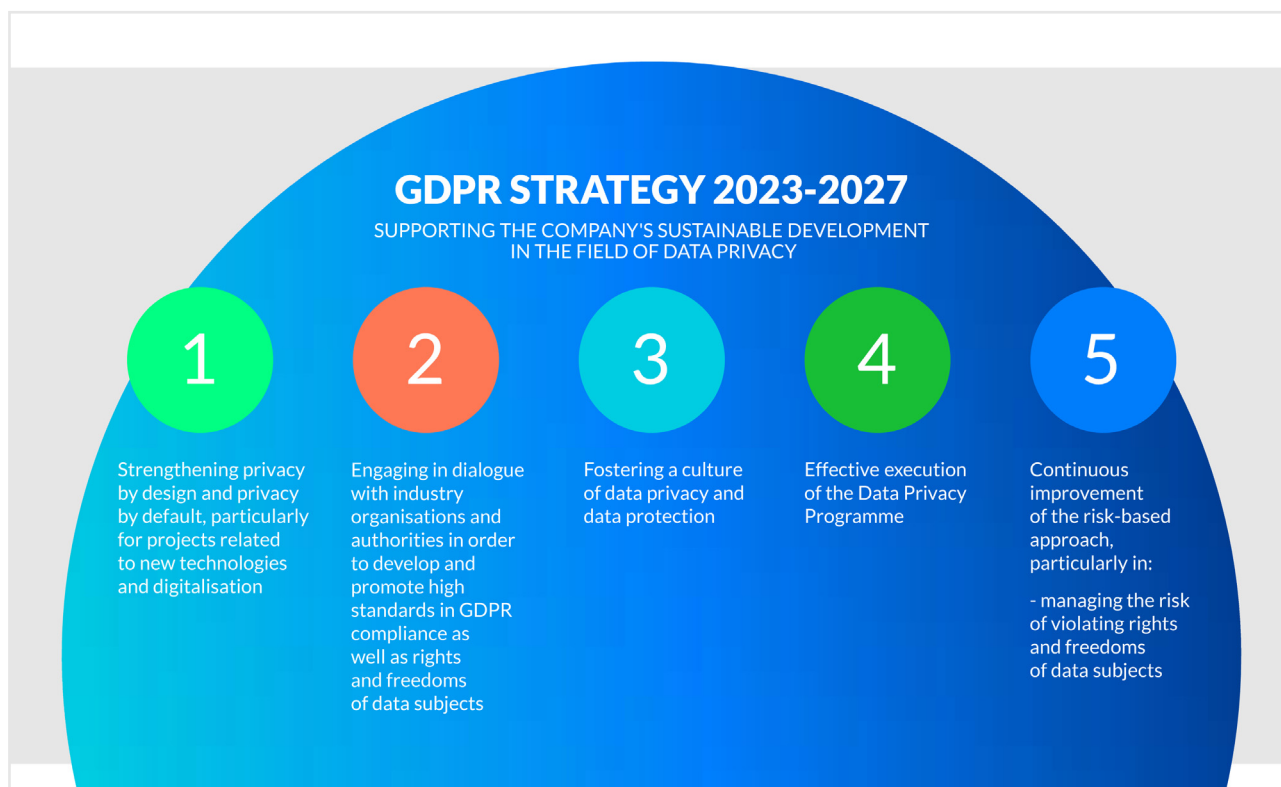 GDPR STRATEGY 2023-2027
SUPPORTING THE COMPANY'S SUSTAINABLE DEVELOPMENT
IN THE FIELD OF DATA PRIVACY
1
Strengthening privacy
by design and privacy
by default, particularly
for projects related
to new technologies
and digitalisation
2
Engaging in dialogue
with industry
organisations and
authorities in order
to develop and
promote high
standards in GDPR
compliance as
well as rights
and freedoms
of data subjects
3
Fostering a culture
of data privacy and
data protection
4
Effective execution
of the Data Privacy
Programme
5
Continuous
improvement
of the risk-based
approach,
particularly in:
- managing the risk
of violating rights
and freedoms
of data subjects